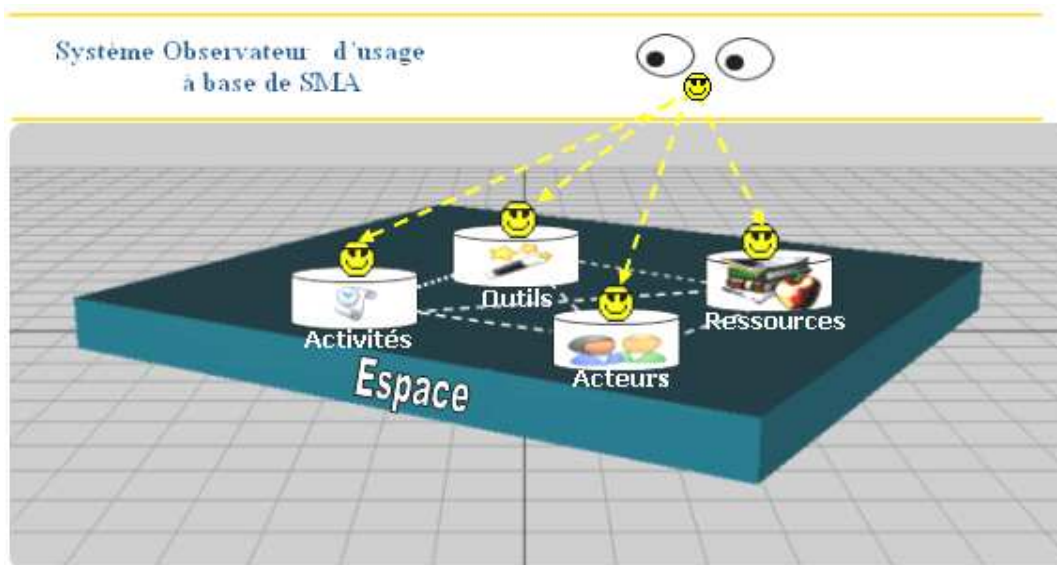 Système Observateur d'usage
à base de SMA
Outils
Ressources
Activités
Acteurs
Espace